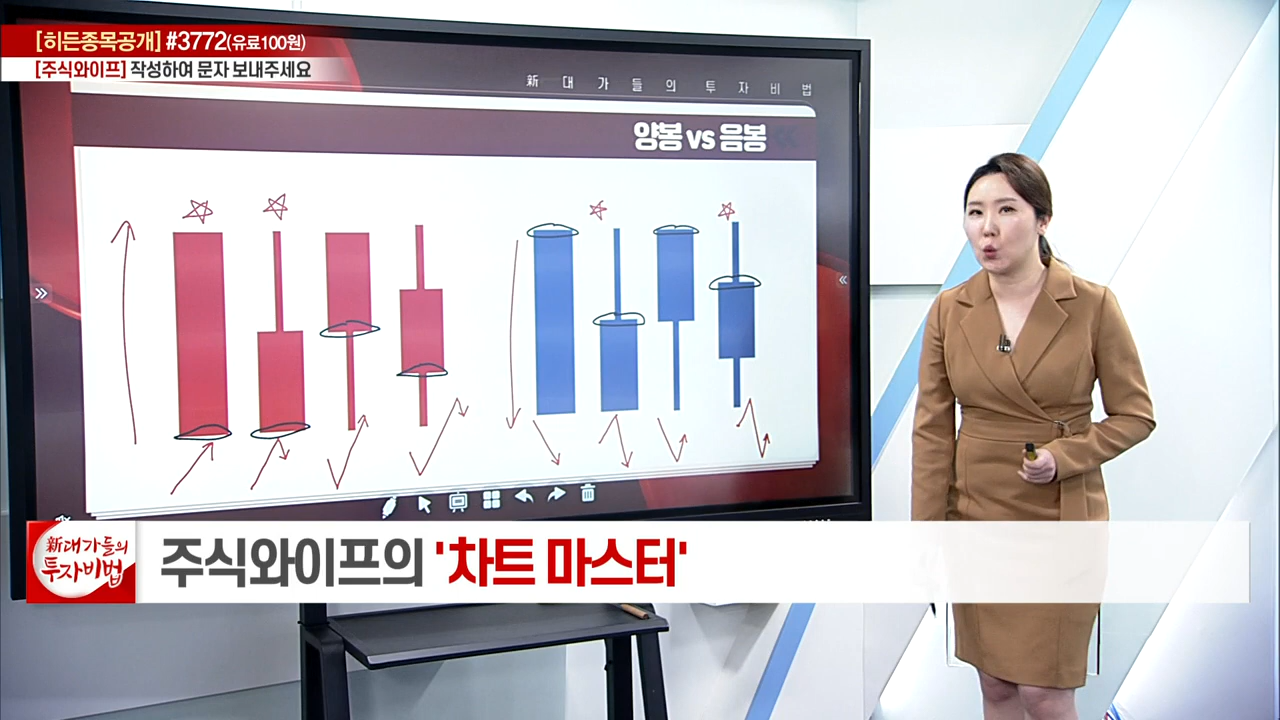 [히든종목공개] #3772(유료100원)
[주식와이프] 작성하여 문자 보내주세요
新 대 가 들 의 투 자 비 법
양봉 vs 음봉
新대가들의
투자비법
주식와이프의 '차트 마스터'